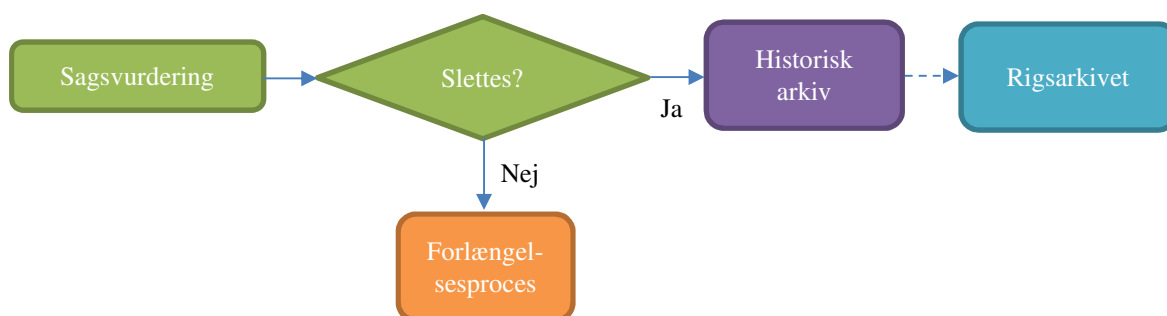 Sagsvurdering
Slettes?
Ja
Historisk
arkiv
Rigsarkivet
Nej
Forlængel-
sesproces